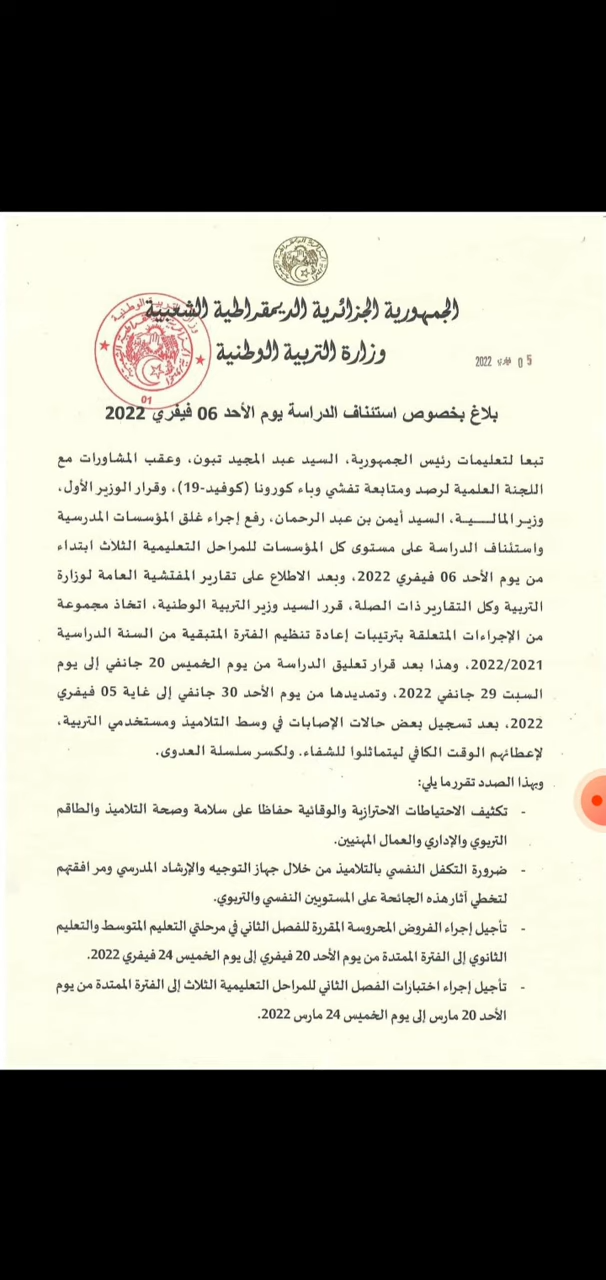 الجمهورية الجزائرية الديمقراطية الشعبية
وزارة التربية الوطنية
05 فيفري 2022
01
بلاغ بخصوص استئناف الدراسة يوم الأحد 06 فيفري 2022
تبعا لتعليمات رئيس الجمهورية، السيد عبد المجيد تبون، وعقب المشاورات مع
اللجنة العلمية لرصد ومتابعة تفشي وباء كورونا (كوفيد-19)، وقرار الوزير الأول،
وزير المالـــــية، السيد أيمن بن عبد الرحمان، رفع إجراء غلق المؤسسات المدرسية
واستئناف الدراسة على مستوى كل المؤسسات للمراحل التعليمية الثلاث ابتداء
من يوم الأحد 06 فيفري 2022، وبعد الاطلاع على تقارير المفتشية العامة لوزارة
التربية وكل التقارير ذات الصلة، قرر السيد وزير التربية الوطنية، اتخاذ مجموعة
من الإجراءات المتعلقة بترتيبات إعادة تنظيم الفترة المتبقية من السنة الدراسية
2022/2021، وهذا بعد قرار تعليق الدراسة من يوم الخميس 20 جانفي إلى يوم
السبت 29 جانفي 2022، وتمديدها من يوم الأحد 30 جانفي إلى غاية 05 فيفري
2022، بعد تسجيل بعض حالات الإصابات في وسط التلاميذ ومستخدمي التربية،
لإعطائهم الوقت الكافي ليتماثلوا للشفاء. ولكسر سلسلة العدوى.
وبهذا الصدد تقرر ما يلي:
- تكثيف الاحتياطات الاحترازية والوقائية حفاظا على سلامة وصحة التلاميذ والطاقم
التربوي والإداري والعمال المهنيين.
- ضرورة التكفل النفسي بالتلاميذ من خلال جهاز التوجيه والإرشاد المدرسي ومرافقتهم
لتخطي آثار هذه الجائحة على المستويين النفسي والتربوي.
- تأجيل إجراء الفروض المحروسة المقررة للفصل الثاني في مرحلتي التعليم المتوسط والتعليم
الثانوي إلى الفترة الممتدة من يوم الأحد 20 فيفري إلى يوم الخميس 24 فيفري 2022.
- تأجيل إجراء اختبارات الفصل الثاني للمراحل التعليمية الثلاث إلى الفترة الممتدة من يوم
الأحد 20 مارس إلى يوم الخميس 24 مارس 2022.